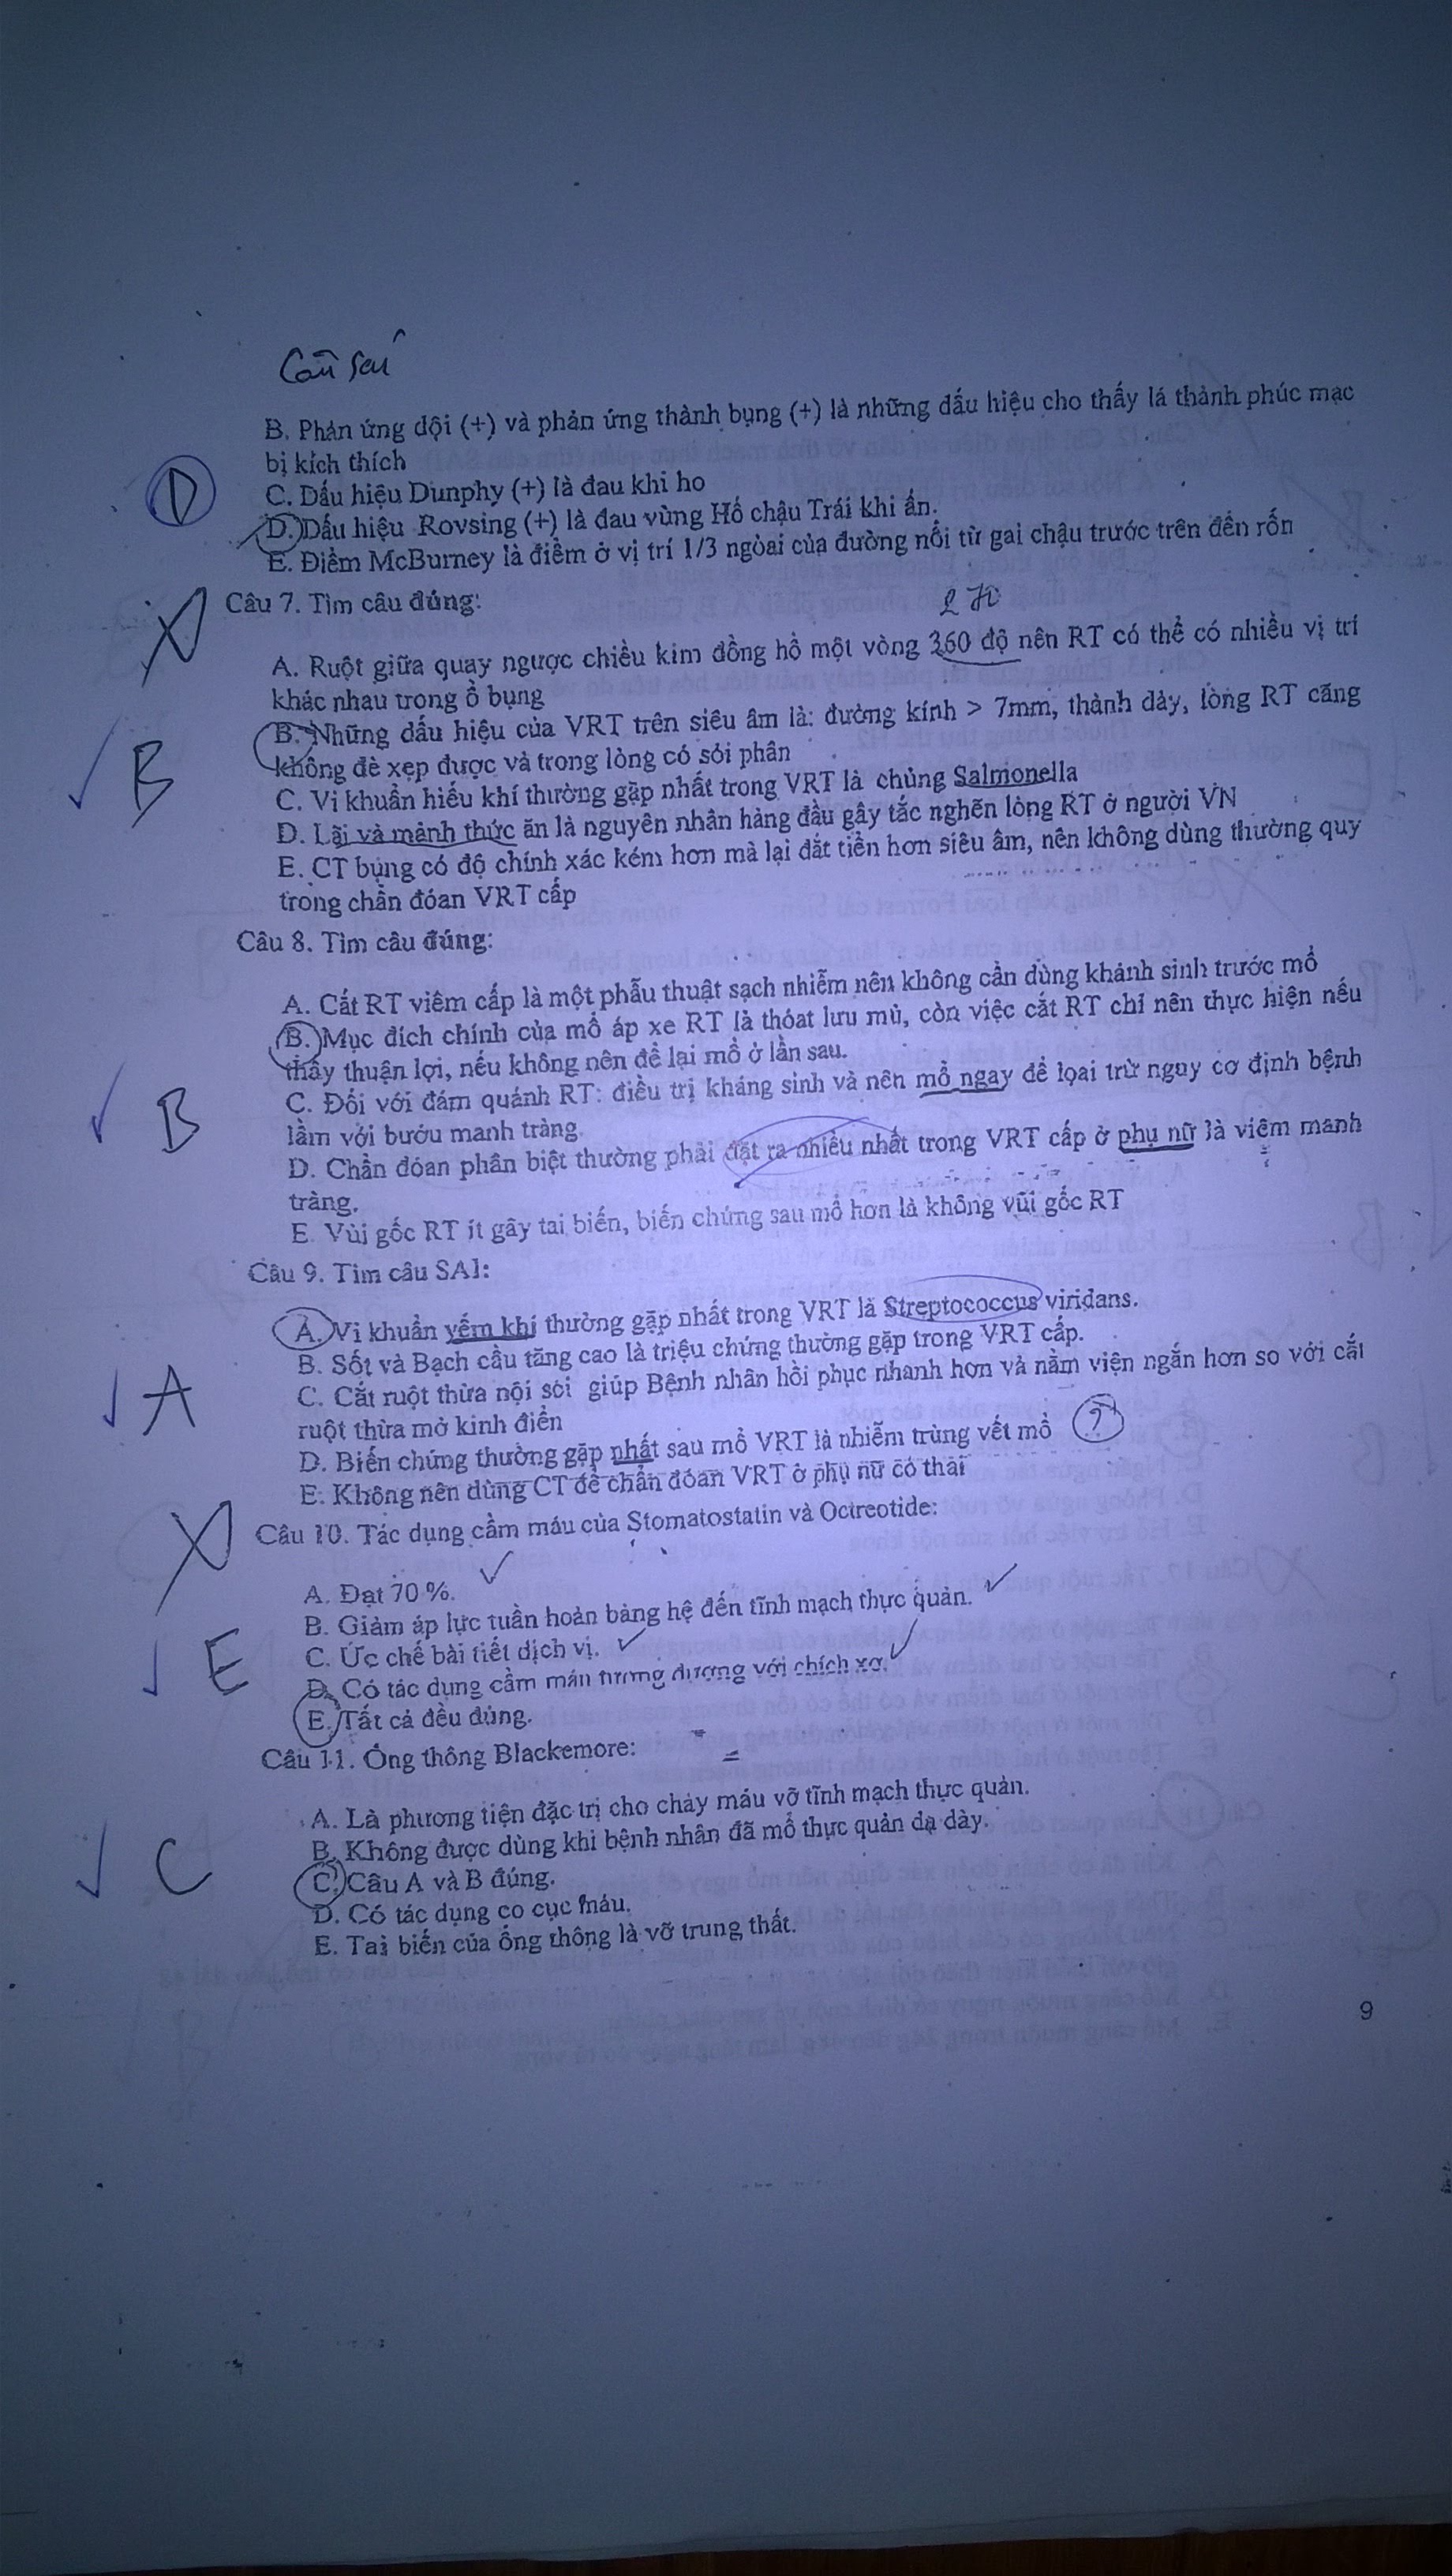 Câu sai
B. Phản ứng dội (+) và phản ứng thành bụng (+) là những dấu hiệu cho thấy lá thành phúc mạc
bị kích thích
D
C. Dấu hiệu Dunphy (+) là đau khi ho
D. Dấu hiệu Rovsing (+) là đau vùng Hố chậu Trái khi ấn.
E. Điểm McBurney là điểm ở vị trí 1/3 ngòai của đường nối từ gai chậu trước trên đến rốn
Câu 7. Tìm câu đúng:
270
A. Ruột giữa quay ngược chiều kim đồng hồ một vòng 360 độ nên RT có thể có nhiều vị trí
khác nhau trong ổ bụng
B. Những dấu hiệu của VRT trên siêu âm là: đường kính > 7mm, thành dày, lòng RT căng
không đè xẹp được và trong lòng có sỏi phân
B
C. Vi khuẩn hiếu khí thường gặp nhất trong VRT là chủng Salmonella
D. Lãi và mảnh thức ăn là nguyên nhân hàng đầu gây tắc nghẽn lòng RT ở người VN
E. CT bụng có độ chính xác kém hơn mà lại đắt tiền hơn siêu âm, nên không dùng thường quy
trong chẩn đóan VRT cấp
Câu 8. Tìm câu đúng:
A. Cắt RT viêm cấp là một phẫu thuật sạch nhiễm nên không cần dùng kháng sinh trước mổ
B. Mục đích chính của mổ áp xe RT là thóat lưu mủ, còn việc cắt RT chỉ nên thực hiện nếu
thấy thuận lợi, nếu không nên để lại mổ ở lần sau.
C. Đối với đám quánh RT: điều trị kháng sinh và nên mổ ngay để lọai trừ nguy cơ định bệnh
lầm với bướu manh tràng
B
D. Chẩn đóan phân biệt thường phải đặt ra nhiều nhất trong VRT cấp ở phụ nữ là viêm manh
tràng.
E. Vùi gốc RT ít gây tai biến, biến chứng sau mổ hơn là không vùi gốc RT
Câu 9. Tìm câu SAI:
A. Vi khuẩn yếm khí thường gặp nhất trong VRT là Streptococcus viridans.
B. Sốt và Bạch cầu tăng cao là triệu chứng thường gặp trong VRT cấp.
C. Cắt ruột thừa nội sôi giúp Bệnh nhân hồi phục nhanh hơn và nằm viện ngắn hơn so với cắt
ruột thừa mở kinh điển
A
D. Biến chứng thường gặp nhất sau mổ VRT là nhiễm trùng vết mổ ?
E. Không nên dùng CT để chẩn đóan VRT ở phụ nữ có thai
Câu 10. Tác dụng cầm máu của Stomatostatin và Octreotide:
A. Đạt 70%.
B. Giảm áp lực tuần hoàn bàng hệ đến tĩnh mạch thực quản.
C. Ức chế bài tiết dịch vị.
E
D. Có tác dụng cầm máu tương đương với chích xơ.
E. Tất cả đều đúng.
Câu 11. Ống thông Blackemore:
A. Là phương tiện đặc trị cho chảy máu vỡ tĩnh mạch thực quản.
B. Không được dùng khi bệnh nhân đã mổ thực quản dạ dày.
C
C. Câu A và B đúng.
D. Có tác dụng co cục máu.
E. Tai biến của ống thông là vỡ trung thất.
9